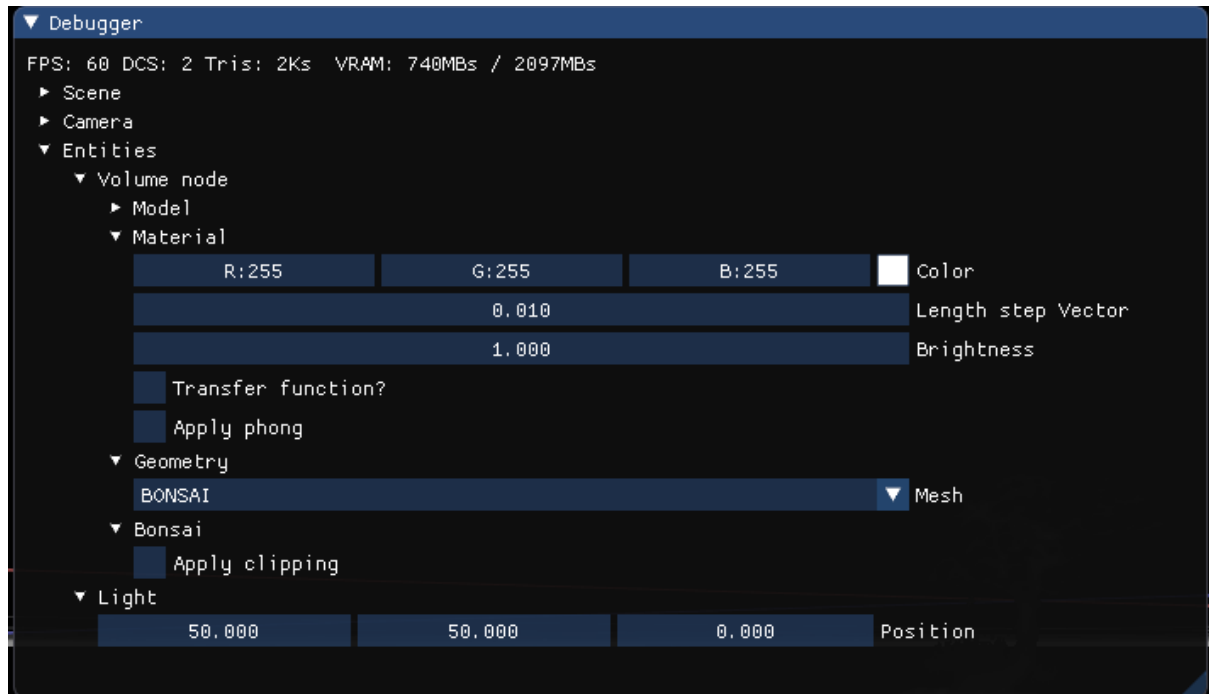 Debugger
FPS: 60 DCS: 2 Tris: 2Ks  VRAM: 740MBs / 2097MBs
Scene
Camera
Entities
Volume node
Model
Material
R:255 G:255 B:255 Color
0.010 Length step Vector
1.000 Brightness
Transfer function?
Apply phong
Geometry
BONSAI Mesh
Bonsai
Apply clipping
Light
50.000 50.000 0.000 Position